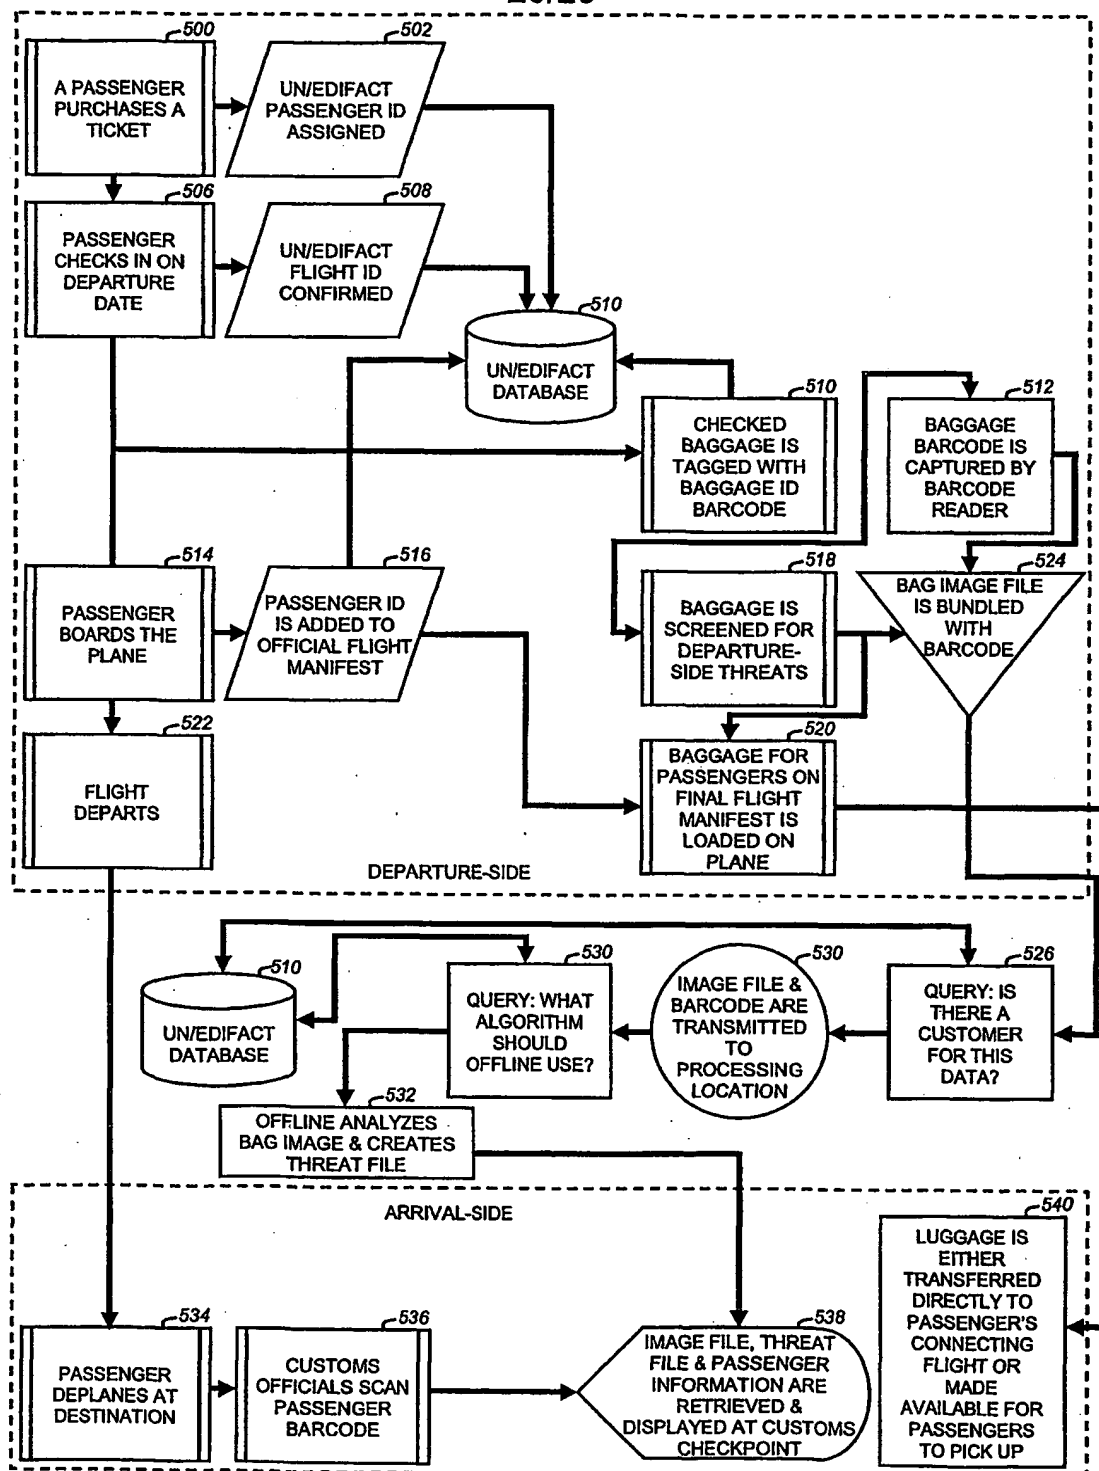 500
A PASSENGER
PURCHASES A
TICKET
502
UN/EDIFACT
PASSENGER ID
ASSIGNED
506
PASSENGER
CHECKS IN ON
DEPARTURE
DATE
508
UN/EDIFACT
FLIGHT ID
CONFIRMED
510
UN/EDIFACT
DATABASE
510
CHECKED
BAGGAGE IS
TAGGED WITH
BAGGAGE ID
BARCODE
512
BAGGAGE
BARCODE IS
CAPTURED BY
BARCODE
READER
514
PASSENGER
BOARDS THE
PLANE
516
PASSENGER ID
IS ADDED TO
OFFICIAL FLIGHT
MANIFEST
518
BAGGAGE IS
SCREENED FOR
DEPARTURE-
SIDE THREATS
524
BAG IMAGE FILE
IS BUNDLED
WITH
BARCODE
522
FLIGHT
DEPARTS
520
BAGGAGE FOR
PASSENGERS ON
FINAL FLIGHT
MANIFEST IS
LOADED ON
PLANE
DEPARTURE-SIDE
510
UN/EDIFACT
DATABASE
530
QUERY: WHAT
ALGORITHM
SHOULD
OFFLINE USE?
530
IMAGE FILE &
BARCODE ARE
TRANSMITTED
TO
PROCESSING
LOCATION
526
QUERY: IS
THERE A
CUSTOMER
FOR THIS
DATA?
532
OFFLINE ANALYZES
BAG IMAGE & CREATES
THREAT FILE
ARRIVAL-SIDE
534
PASSENGER
DEPLANES AT
DESTINATION
536
CUSTOMS
OFFICIALS SCAN
PASSENGER
BARCODE
538
IMAGE FILE, THREAT
FILE & PASSENGER
INFORMATION ARE
RETRIEVED &
DISPLAYED AT CUSTOMS
CHECKPOINT
540
LUGGAGE IS
EITHER
TRANSFERRED
DIRECTLY TO
PASSENGER'S
CONNECTING
FLIGHT OR
MADE
AVAILABLE FOR
PASSENGERS
TO PICK UP